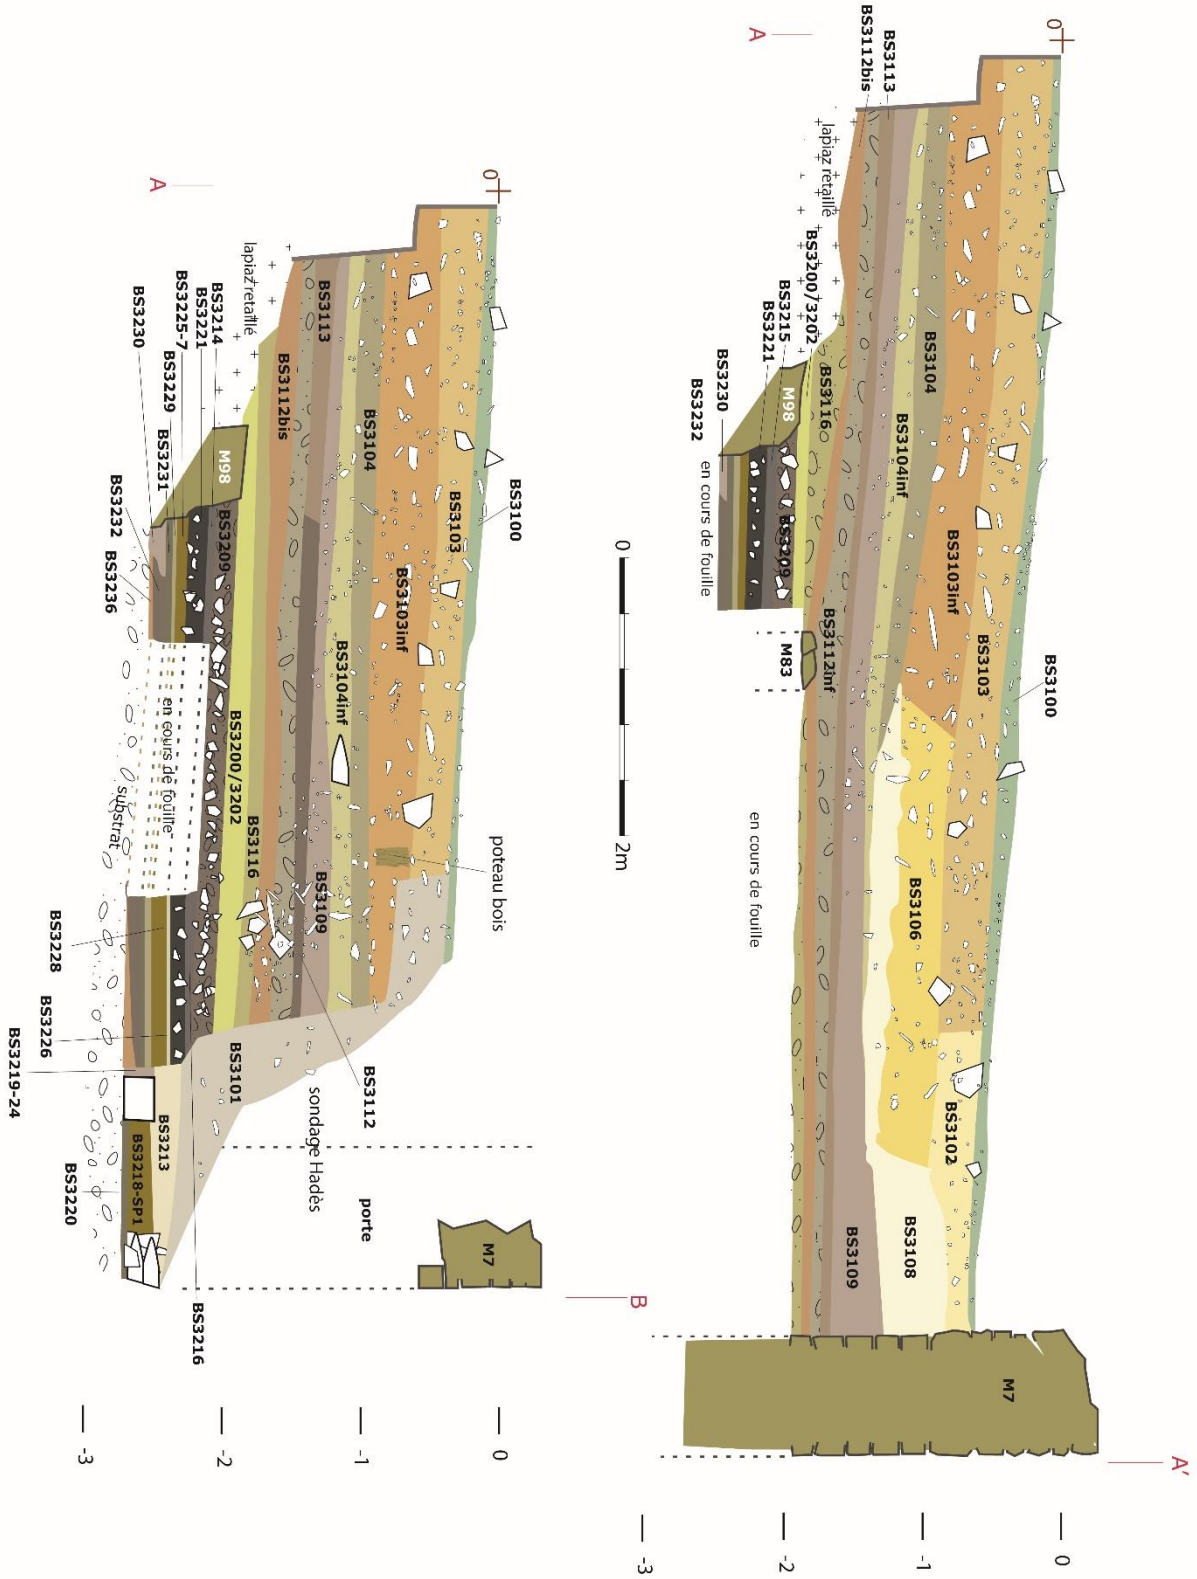 0
A
BS3113
BS3112bis
lapiaz retaillé
BS3200/3202
BS3215
BS3221
BS3230
BS3232
en cours de fouille
M98
BS3116
BS3209
BS3104
BS3104inf
BS3103inf
BS3103
BS3100
M83
BS3112inf
en cours de fouille
BS3106
BS3102
BS3108
BS3109
M7
A'
0
-1
-2
-3
0
2m
0
A
lapiaz retaillé
BS3214
BS3221
BS3225-7
BS3229
BS3231
BS3230
BS3232
BS3236
M98
BS3209
BS3113
BS3112bis
BS3104
BS3103
BS3100
BS3103inf
BS3104inf
BS3200/3202
BS3116
BS3109
en cours de fouille
substrat
poteau bois
BS3228
BS3226
BS3219-24
BS3220
BS3112
BS3101
sondage Hadès
BS3213
BS3218-SP1
BS3216
porte
M7
B
0
-1
-2
-3